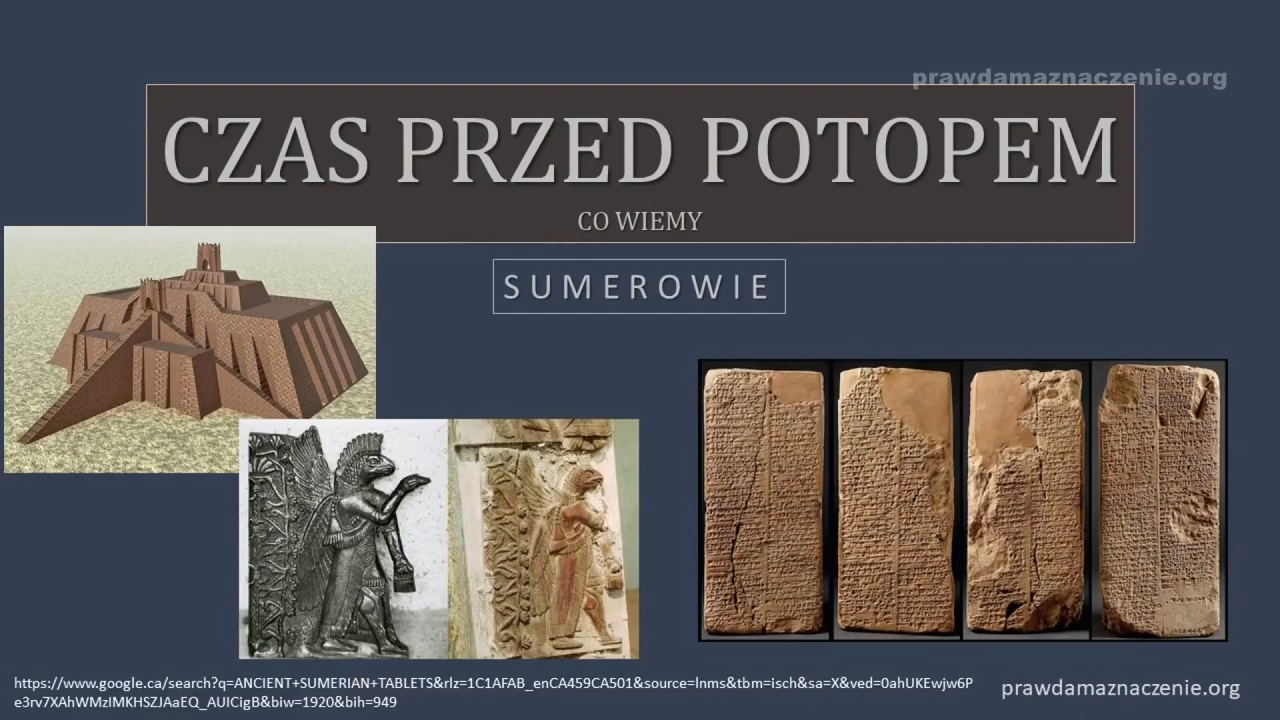 prawdamaznaczenie.org
CZAS PRZED POTOPEM
CO WIEMY
SUMEROWIE
https://www.google.ca/search?q=ANCIENT+SUMERIAN+TABLETS&rlz=1C1AFAB_enCA459CA501&source=lnms&tbm=isch&sa=X&ved=0ahUKEwjw6P
e3rv7XAhWMzIMKHSZJAaEQ_AUICigB&biw=1920&bih=949
prawdamaznaczenie.org